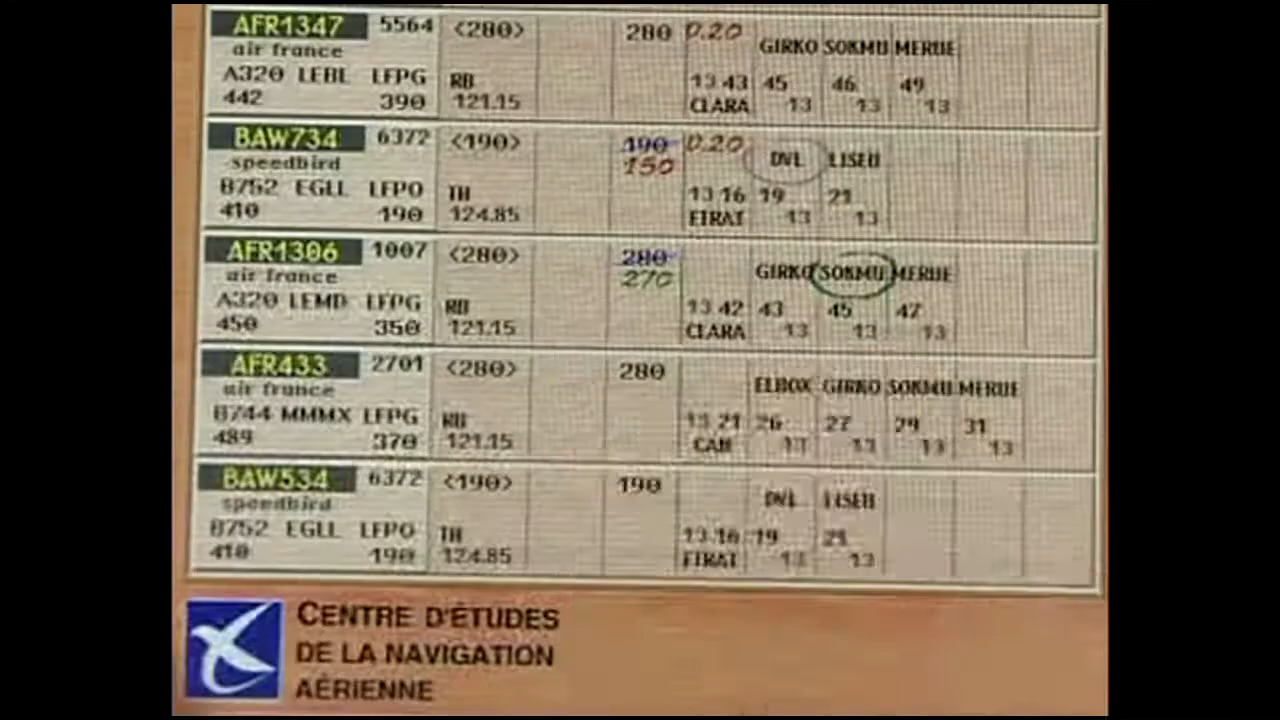 AFR1347 5564 <280> 280 0.20 GIRKO SOKMU MERUE
air france
A320 LEBL LFPG RB 13 43 45 46 49
442 390 121.15 CLARA 13 13 13
BAW734 6372 <190> 190 0.20 DVL LISEU
speedbird 150
B752 EGLL LFPO TH 13 16 19 21
410 190 124.85 ETRAT 13 13
AFR1306 1007 <280> 280 GIRKO SOKMU MERUE
air france 270
A320 LEMD LFPG RB 13 42 43 45 47
450 350 121.15 CLARA 13 13 13
AFR433 2701 <280> 280 ELBOX GIRKO SOKMU MERUE
air france
B744 MMMX LFPG RB 13 21 26 27 29 31
489 370 121.15 CAN 13 13 13 13
BAW534 6372 <190> 190 DVL LISEU
speedbird
B752 EGLL LFPO TH 13 16 19 21
410 190 124.85 ETRAT 13 13
CENTRE D'ÉTUDES
DE LA NAVIGATION
AÉRIENNE